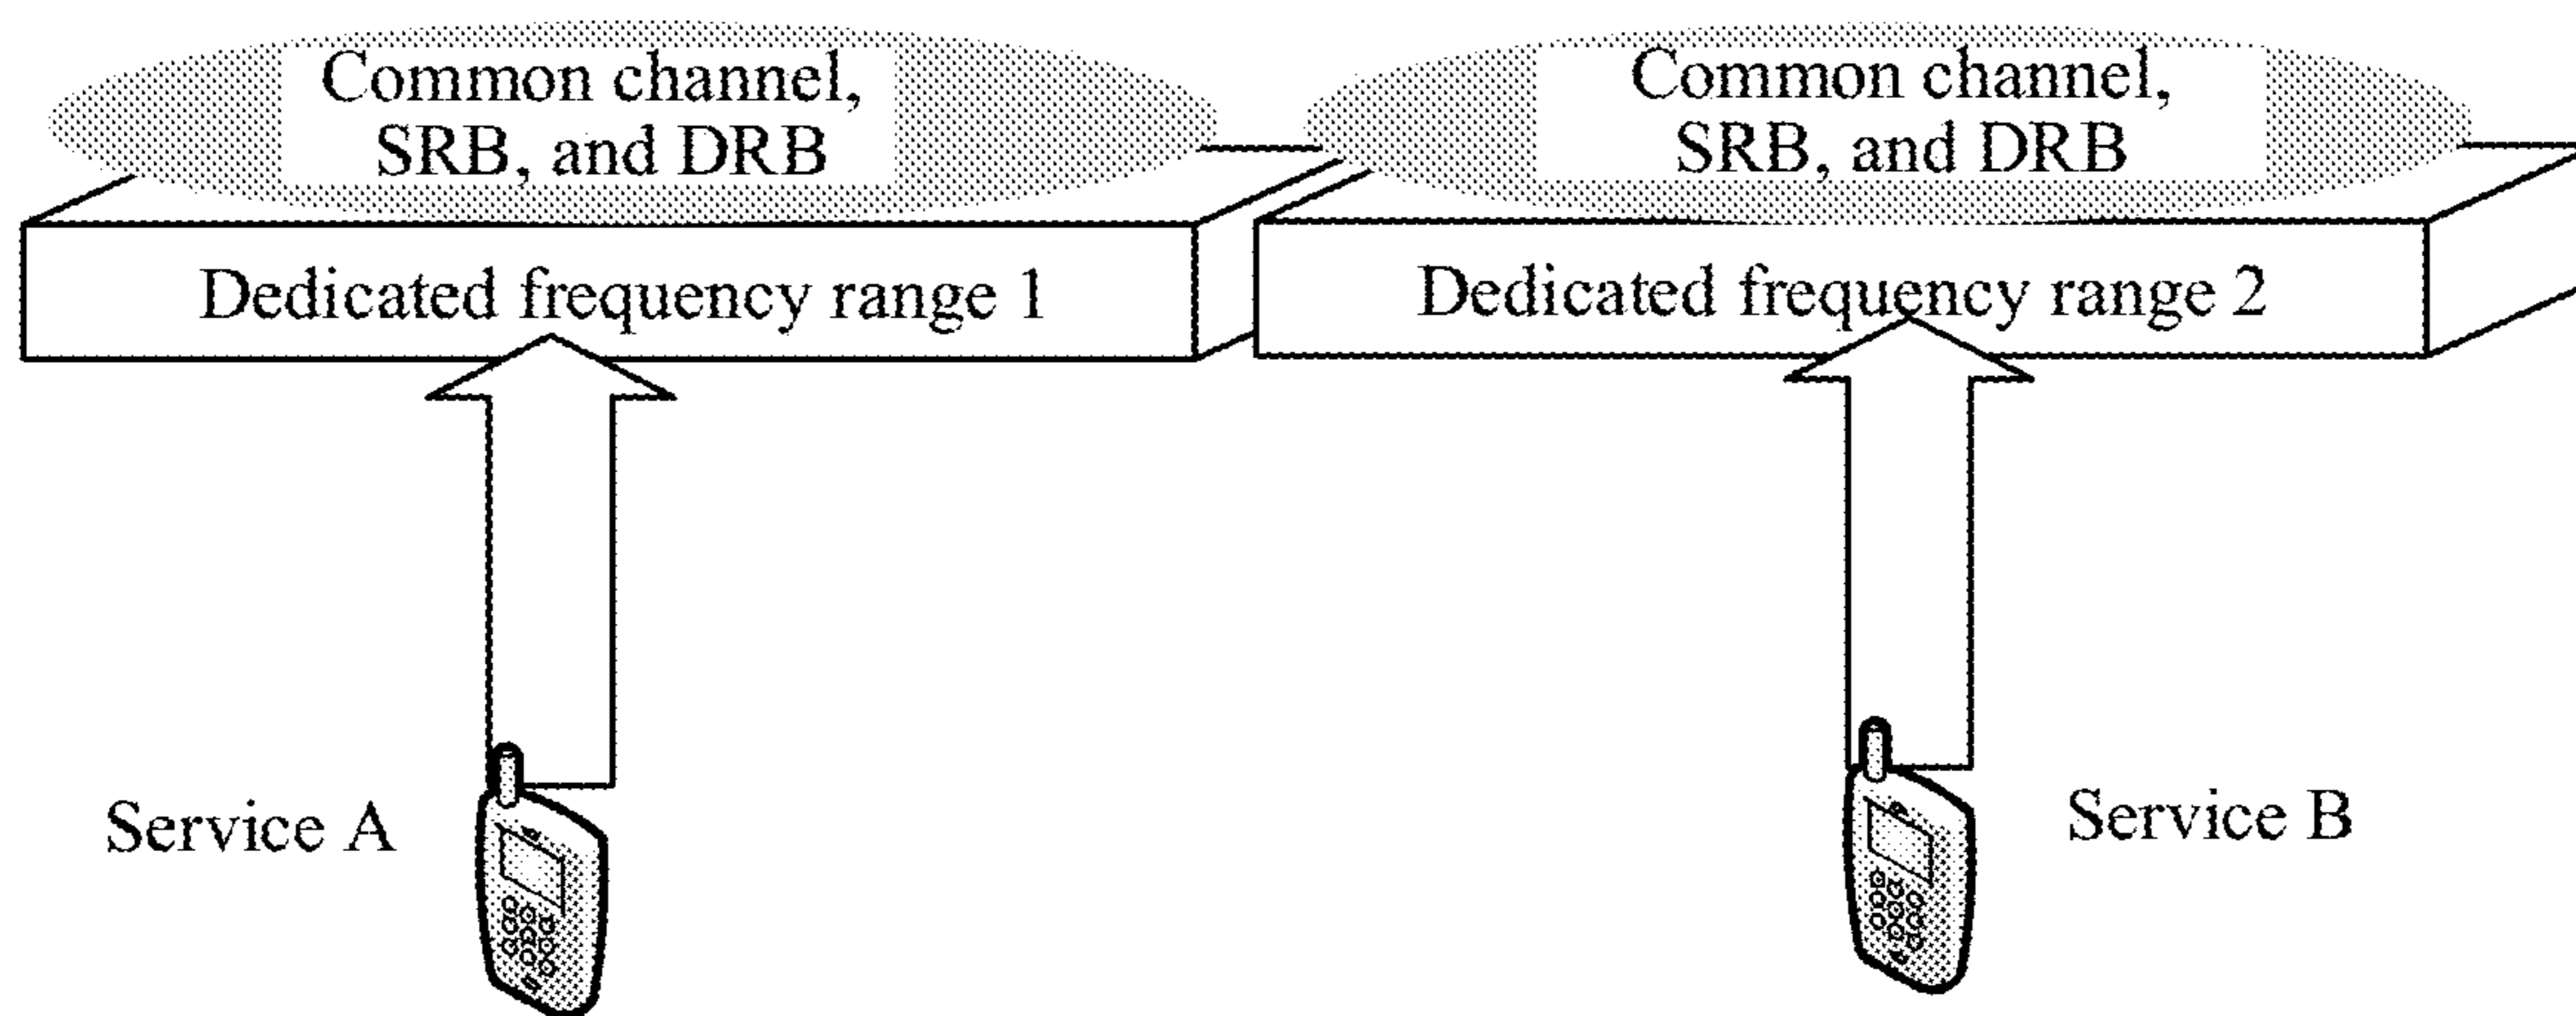 Common channel,
SRB, and DRB
Common channel,
SRB, and DRB
Dedicated frequency range 1
Dedicated frequency range 2
Service A
Service B